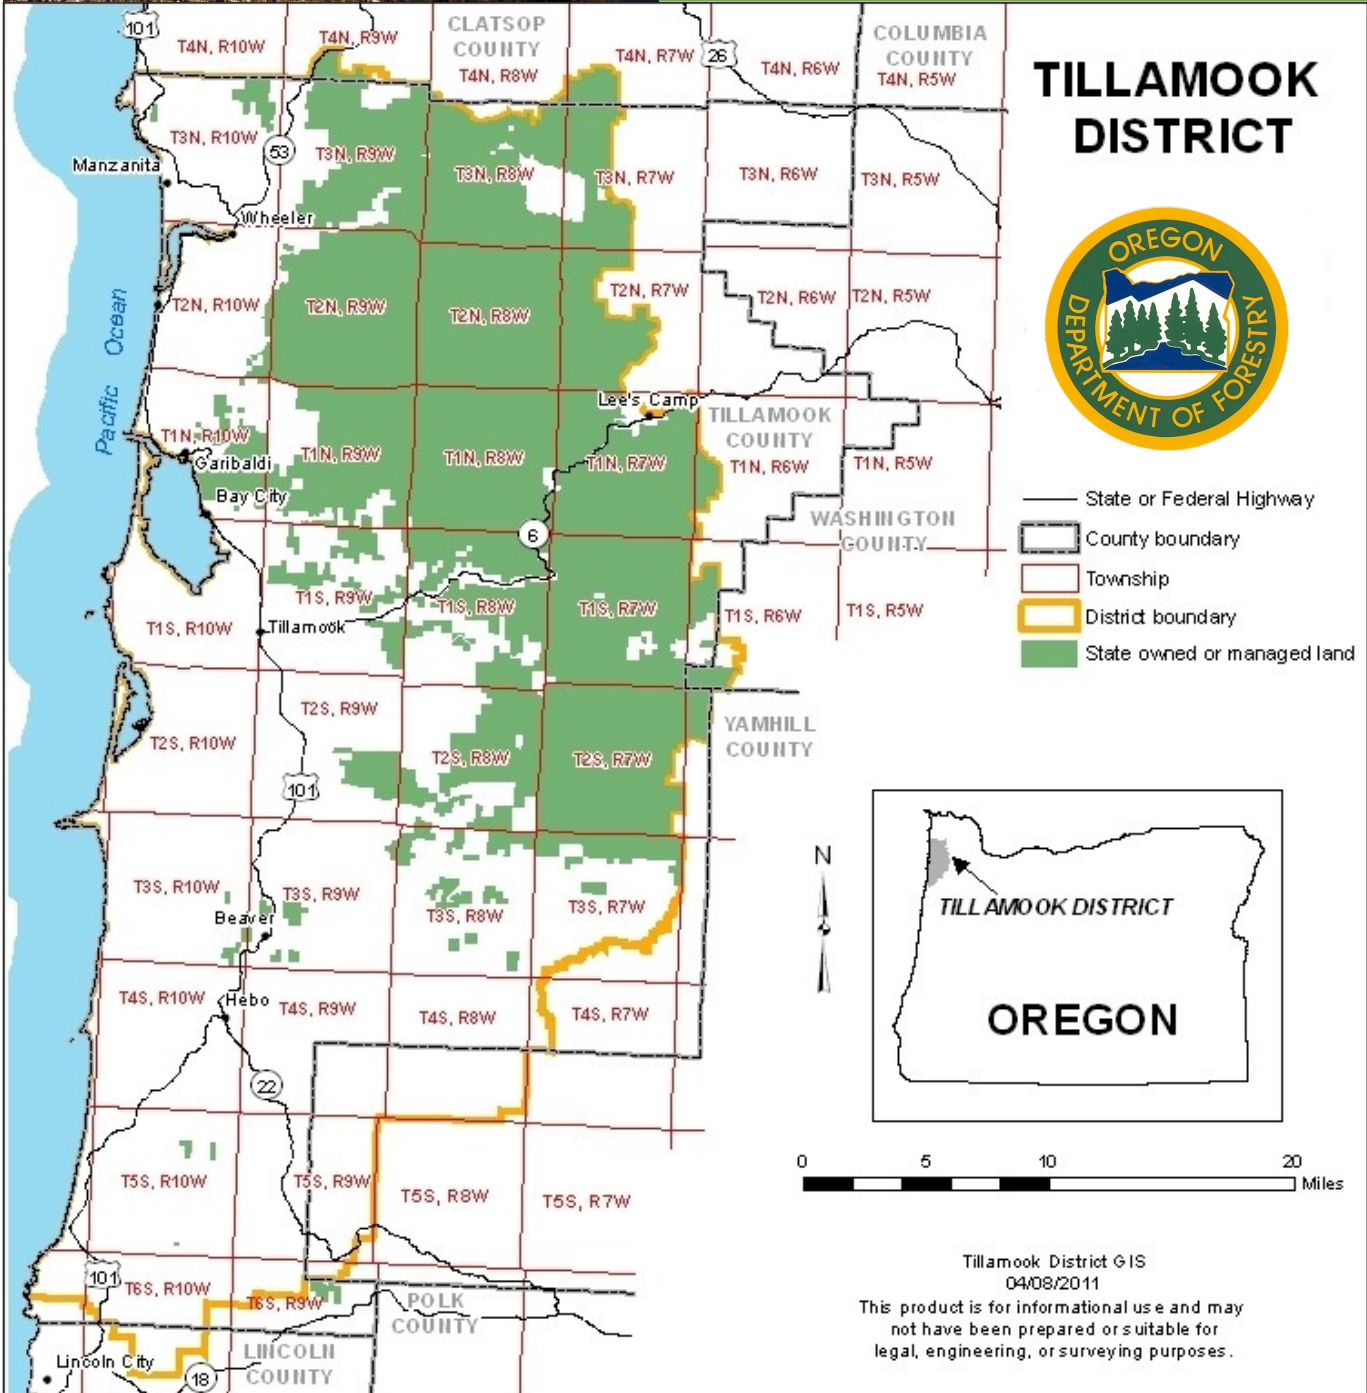 TILLAMOOK
DISTRICT
OREGON
DEPARTMENT OF FORESTRY
101
T4N, R10W
T4N, R9W
CLATSOP
COUNTY
T4N, R8W
T4N, R7W
26
T4N, R6W
COLUMBIA
COUNTY
T4N, R5W
T3N, R10W
53
T3N, R9W
T3N, R8W
T3N, R7W
T3N, R6W
T3N, R5W
Manzanita
Wheeler
Pacific Ocean
T2N, R10W
T2N, R9W
T2N, R8W
T2N, R7W
T2N, R6W
T2N, R5W
Lee's Camp
TILLAMOOK
COUNTY
T1N, R10W
Garibaldi
Bay City
T1N, R9W
T1N, R8W
T1N, R7W
T1N, R6W
T1N, R5W
6
WASHINGTON
COUNTY
T1S, R10W
T1S, R9W
T1S, R8W
T1S, R7W
T1S, R6W
T1S, R5W
Tillamook
T2S, R10W
T2S, R9W
T2S, R8W
T2S, R7W
YAMHILL
COUNTY
101
T3S, R10W
T3S, R9W
T3S, R8W
T3S, R7W
Beaver
T4S, R10W
Hebo
T4S, R9W
T4S, R8W
T4S, R7W
22
T5S, R10W
T5S, R9W
T5S, R8W
T5S, R7W
101
T6S, R10W
T6S, R9W
POLK
COUNTY
Lincoln City
18
LINCOLN
COUNTY
State or Federal Highway
County boundary
Township
District boundary
State owned or managed land
N
TILLAMOOK DISTRICT
OREGON
0 5 10 20
Miles
Tillamook District GIS
04/08/2011
This product is for informational use and may
not have been prepared or suitable for
legal, engineering, or surveying purposes.